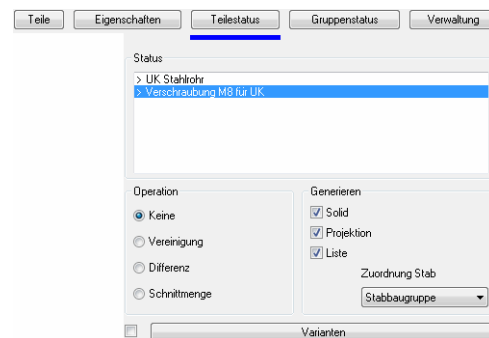 Teile Eigenschaften Teilestatus Gruppenstatus Verwaltung
Status
> UK Stahlrohr
> Verschraubung M8 für UK
Operation Generieren
Keine Solid
Vereinigung Projektion
Liste
Differenz Zuordnung Stab
Schnittmenge Stabbaugruppe
Varianten